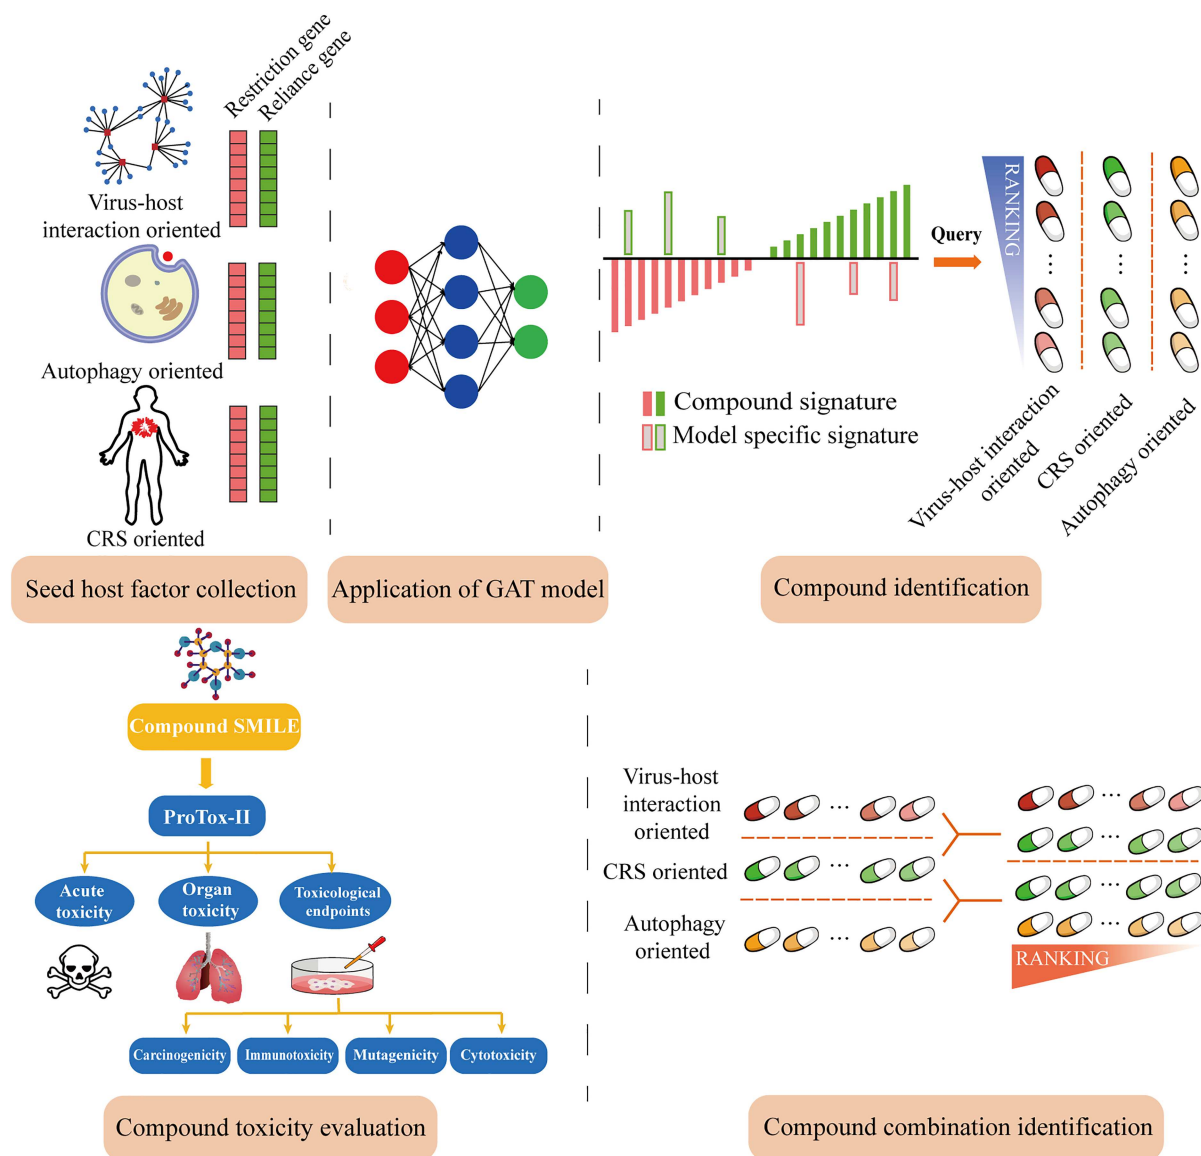 Restriction gene
Reliance gene
Virus-host
interaction oriented
Autophagy oriented
CRS oriented
Seed host factor collection
Application of GAT model
Compound signature
Model specific signature
Query
RANKING
Virus-host interaction
oriented
CRS oriented
Autophagy oriented
Compound identification
Compound SMILE
ProTox-II
Acute
toxicity
Organ
toxicity
Toxicological
endpoints
Carcinogenicity
Immunotoxicity
Mutagenicity
Cytotoxicity
Compound toxicity evaluation
Virus-host
interaction
oriented
CRS oriented
Autophagy
oriented
RANKING
Compound combination identification